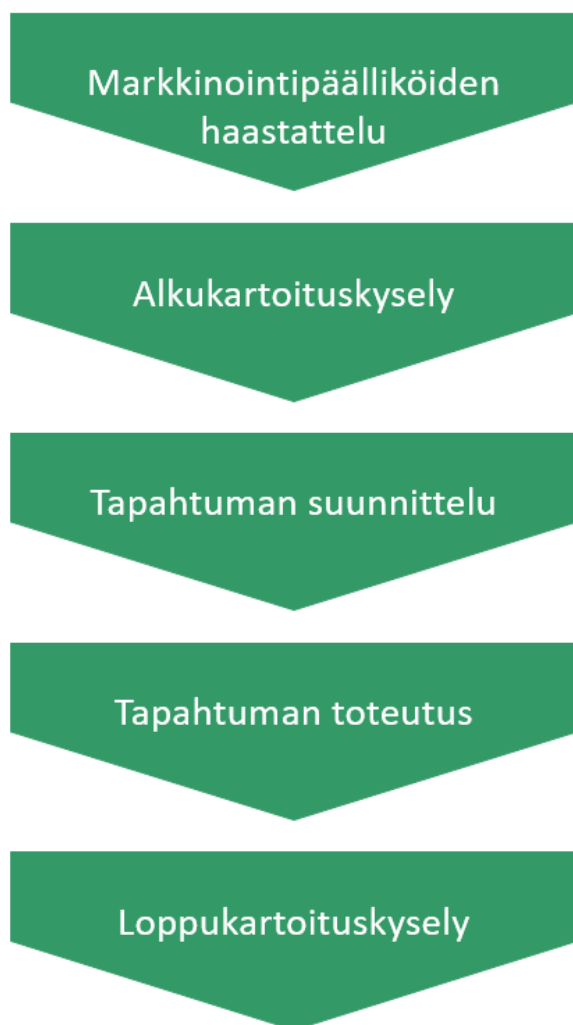 Markkinointipäälliköiden
haastattelu
Alkukartoituskysely
Tapahtuman suunnittelu
Tapahtuman toteutus
Loppukartoituskysely